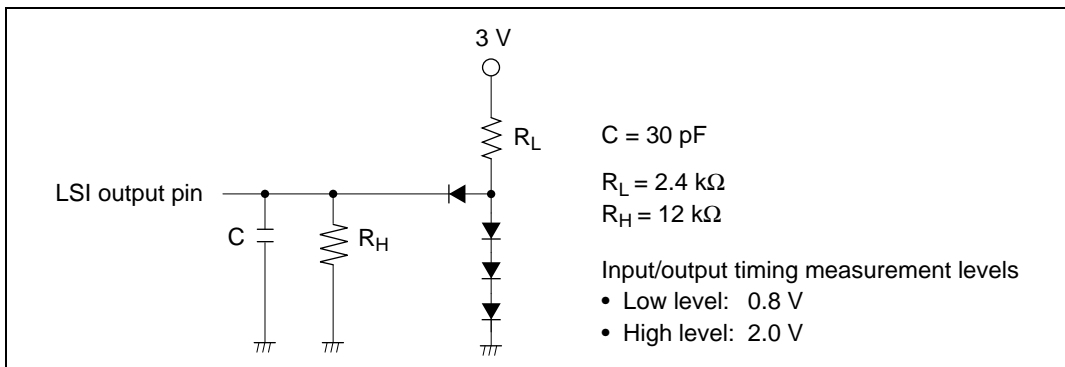 3 V
R_L
LSI output pin
C
R_H
C = 30 pF
R_L = 2.4 kΩ
R_H = 12 kΩ
Input/output timing measurement levels
• Low level: 0.8 V
• High level: 2.0 V